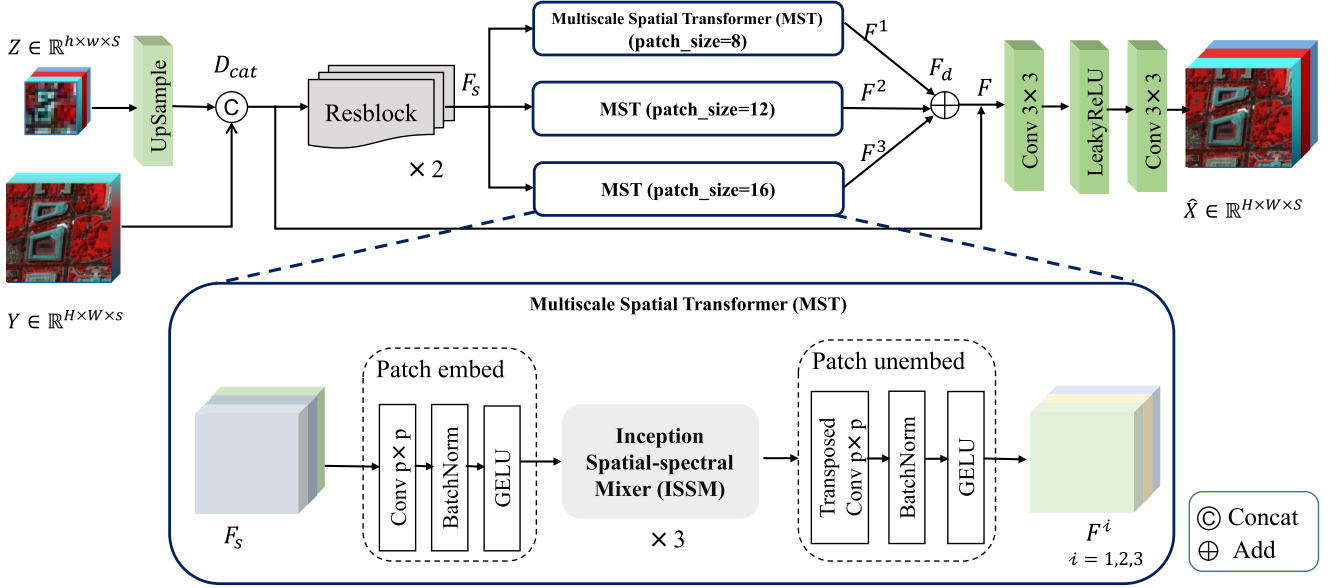 Z ∈ ℝ^{h×w×S}
UpSample
D_{cat}
C
Y ∈ ℝ^{H×W×s}
Resblock
× 2
F_s
Multiscale Spatial Transformer (MST)
(patch_size=8)
MST (patch_size=12)
MST (patch_size=16)
F^1
F^2
F^3
F_d
F
Conv 3×3
LeakyReLU
Conv 3×3
X̂ ∈ ℝ^{H×W×S}
Multiscale Spatial Transformer (MST)
F_s
Patch embed
Conv p×p
BatchNorm
GELU
Inception
Spatial-spectral
Mixer (ISSM)
× 3
Patch unembed
Transposed
Conv p×p
BatchNorm
GELU
F^i
i = 1,2,3
C Concat
⊕ Add